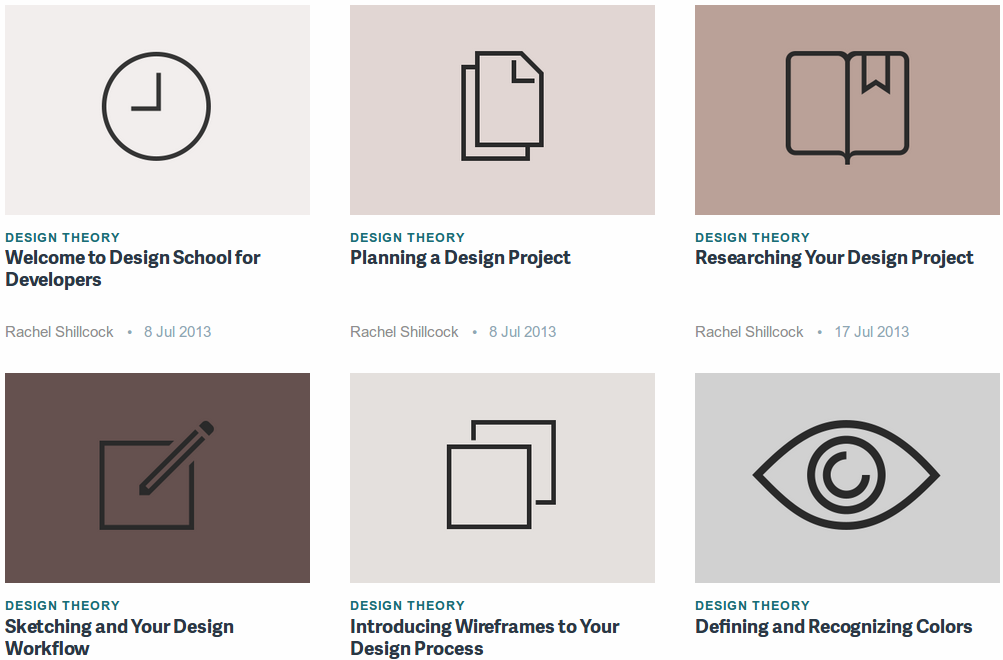 DESIGN THEORY
Welcome to Design School for
Developers
Rachel Shillcock • 8 Jul 2013
DESIGN THEORY
Planning a Design Project
Rachel Shillcock • 8 Jul 2013
DESIGN THEORY
Researching Your Design Project
Rachel Shillcock • 17 Jul 2013
DESIGN THEORY
Sketching and Your Design
Workflow
DESIGN THEORY
Introducing Wireframes to Your
Design Process
DESIGN THEORY
Defining and Recognizing Colors